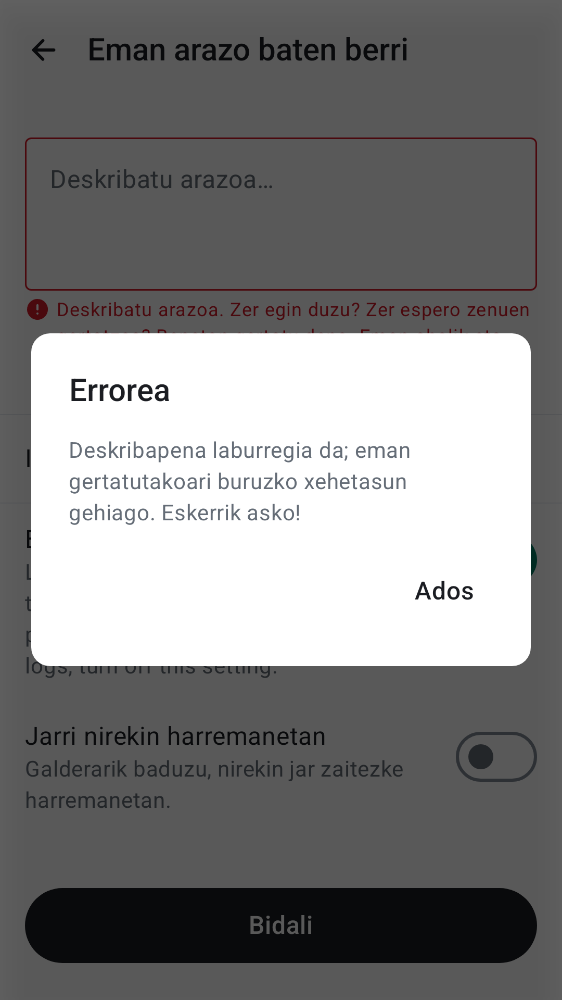 Eman arazo baten berri
Deskribatu arazoa…
Deskribatu arazoa. Zer egin duzu? Zer espero zenuen
Errorea
Deskribapena laburregia da; eman
gertatutakoari buruzko xehetasun
gehiago. Eskerrik asko!
Ados
logs, turn off this setting.
Jarri nirekin harremanetan
Galderarik baduzu, nirekin jar zaitezke
harremanetan.
Bidali